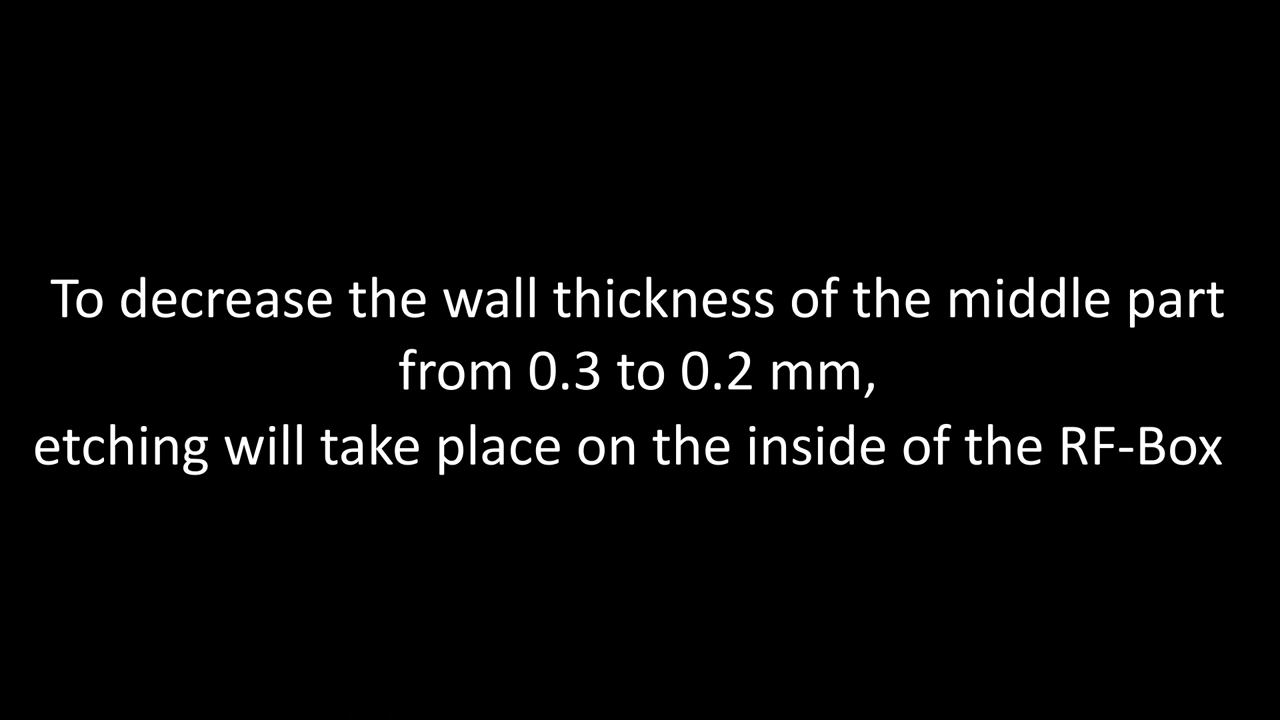 To decrease the wall thickness of the middle part
from 0.3 to 0.2 mm,
etching will take place on the inside of the RF-Box